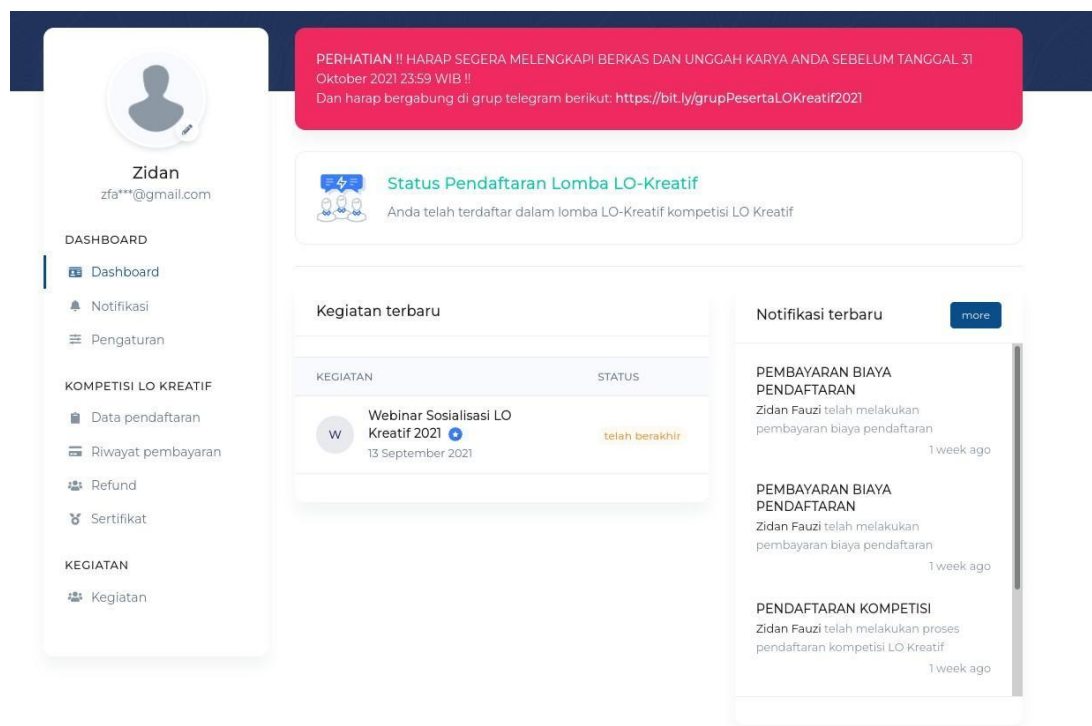 PERHATIAN !! HARAP SEGERA MELENGKAPI BERKAS DAN UNGGAH KARYA ANDA SEBELUM TANGGAL 31
Oktober 2021 23:59 WIB !!
Dan harap bergabung di grup telegram berikut: https://bit.ly/grupPesertaLOKreatif2021
Zidan
zfa***@gmail.com
DASHBOARD
Dashboard
Notifikasi
Pengaturan
KOMPETISI LO KREATIF
Data pendaftaran
Riwayat pembayaran
Refund
Sertifikat
KEGIATAN
Kegiatan
Status Pendaftaran Lomba LO-Kreatif
Anda telah terdaftar dalam lomba LO-Kreatif kompetisi LO Kreatif
Kegiatan terbaru
KEGIATAN STATUS
W
Webinar Sosialisasi LO
Kreatif 2021
13 September 2021
telah berakhir
Notifikasi terbaru
more
PEMBAYARAN BIAYA
PENDAFTARAN
Zidan Fauzi telah melakukan
pembayaran biaya pendaftaran
1 week ago
PEMBAYARAN BIAYA
PENDAFTARAN
Zidan Fauzi telah melakukan
pembayaran biaya pendaftaran
1 week ago
PENDAFTARAN KOMPETISI
Zidan Fauzi telah melakukan proses
pendaftaran kompetisi LO Kreatif
1 week ago